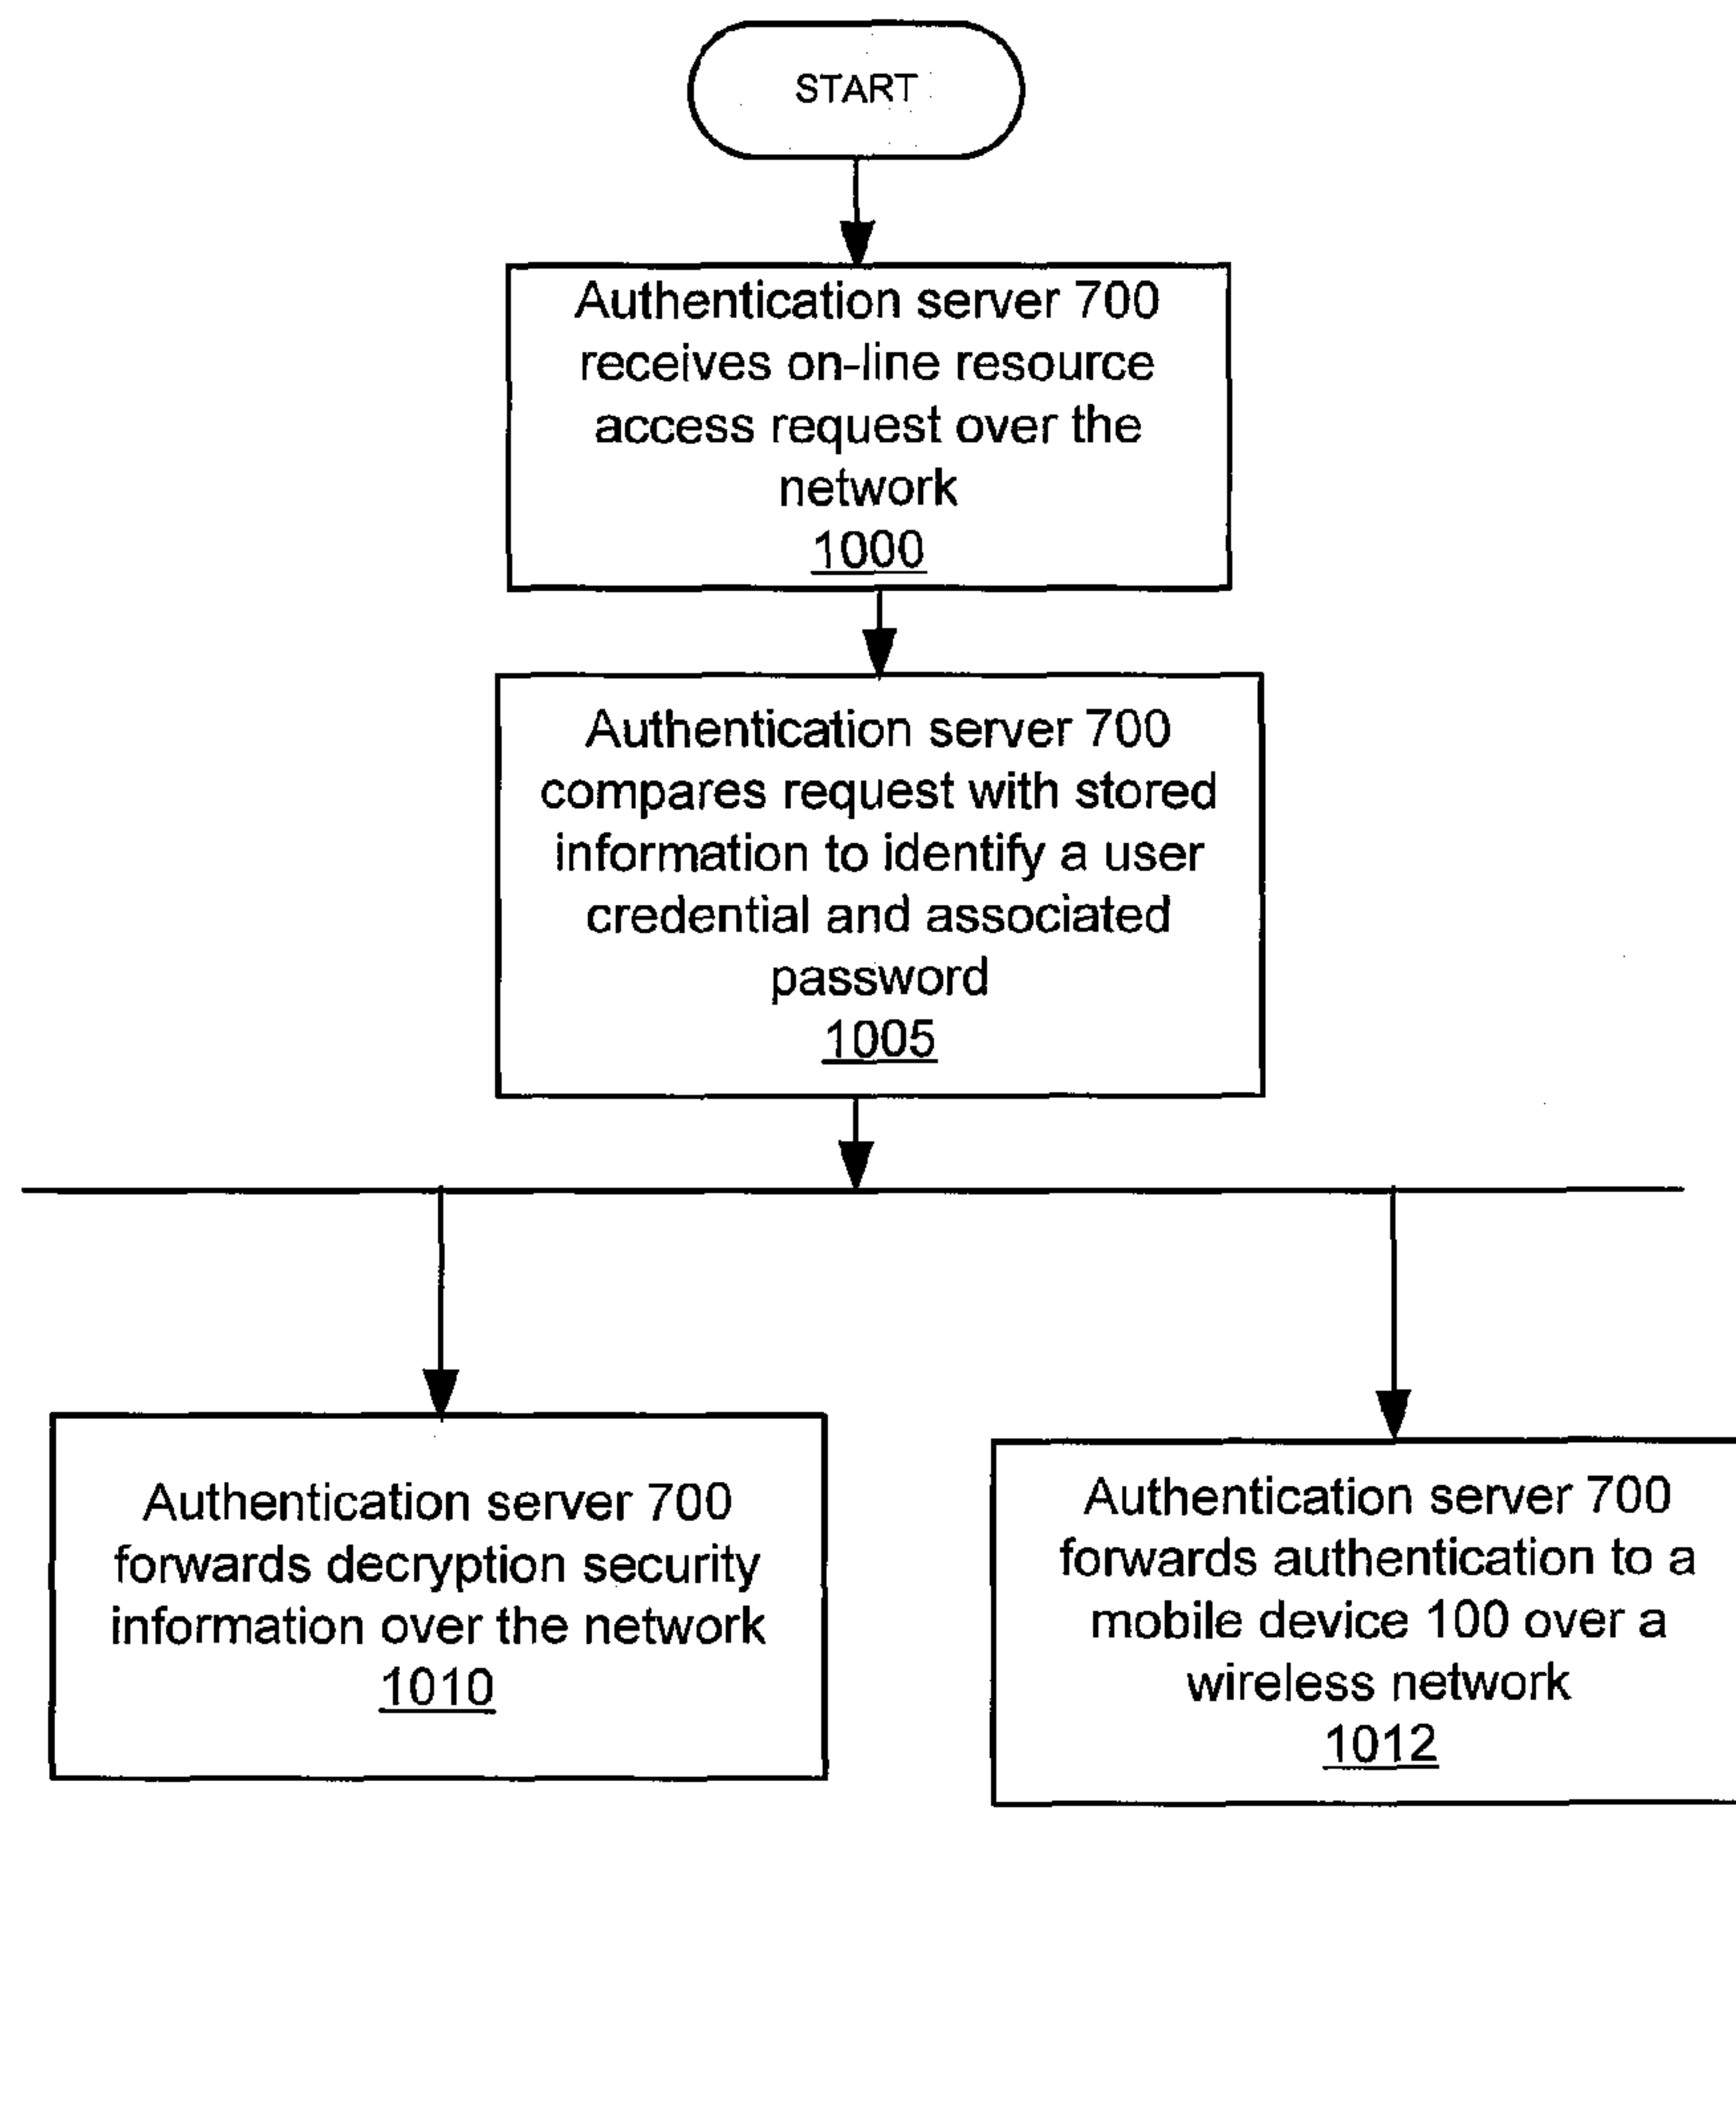 START
Authentication server 700
receives on-line resource
access request over the
network
1000
Authentication server 700
compares request with stored
information to identify a user
credential and associated
password
1005
Authentication server 700
forwards decryption security
information over the network
1010
Authentication server 700
forwards authentication to a
mobile device 100 over a
wireless network
1012